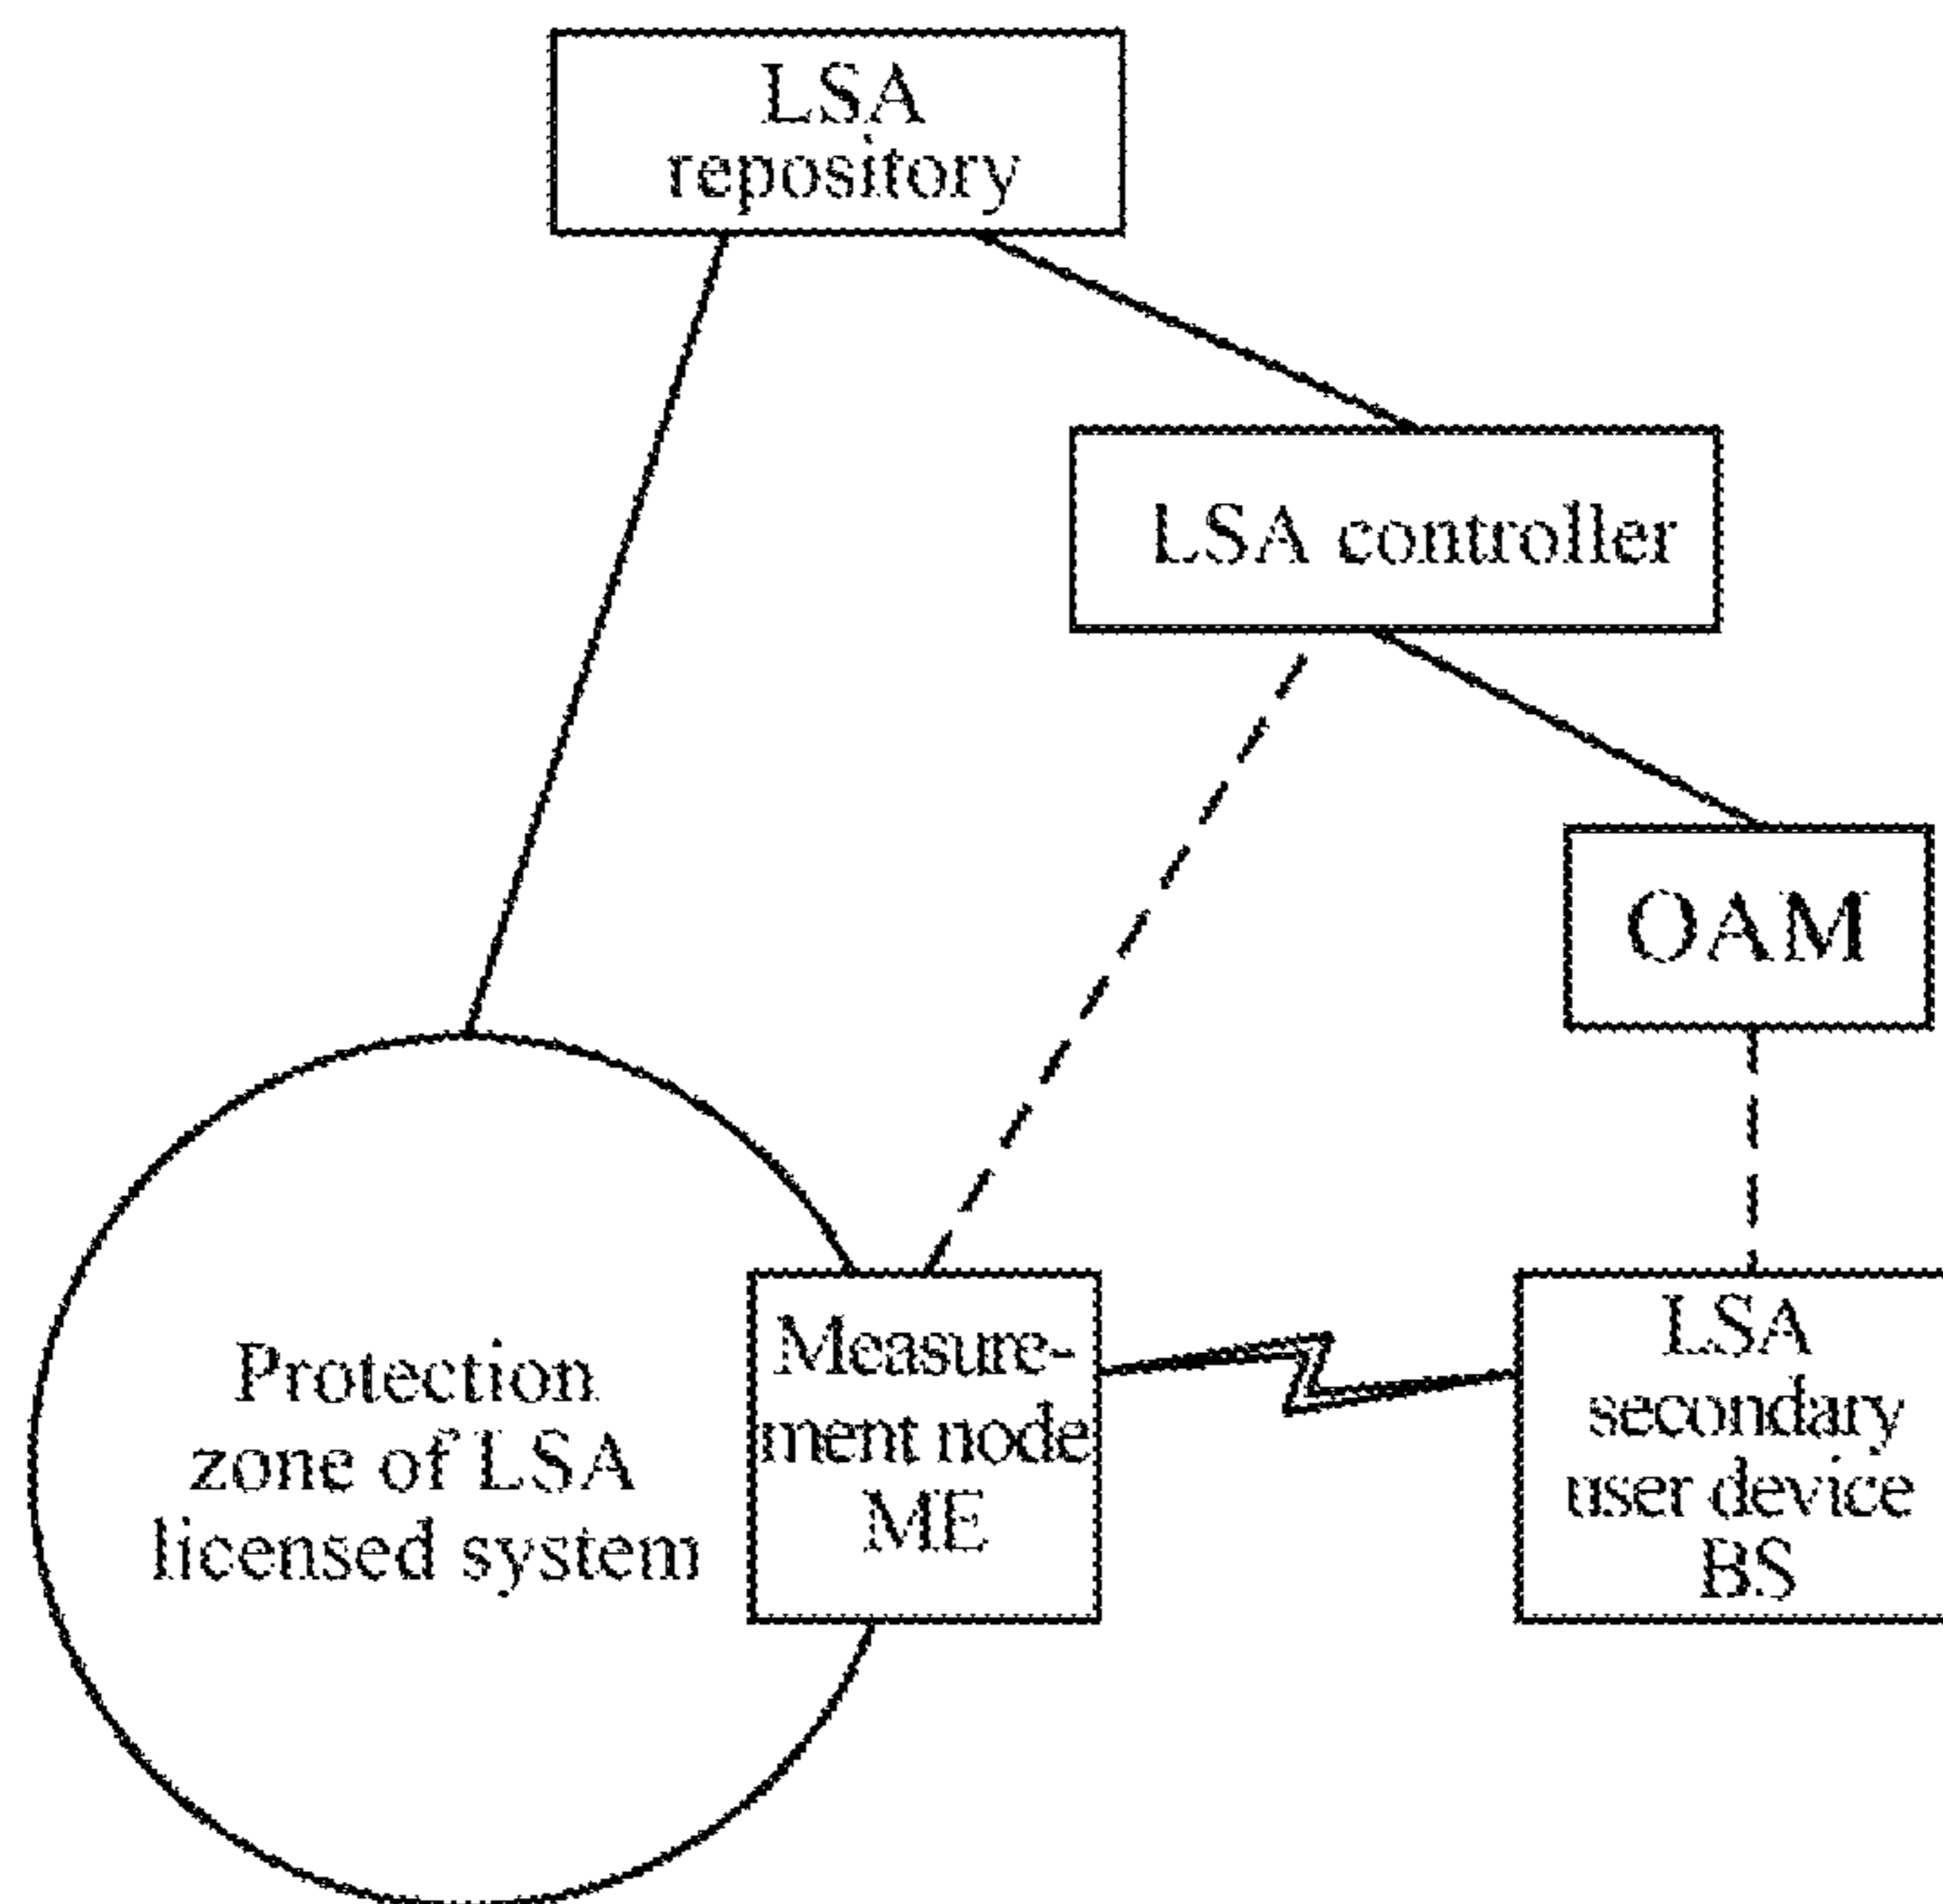 LSA
repository
LSA controller
OAM
Protection
zone of LSA
licensed system
Measure-
ment node
ME
LSA
secondary
user device
BS